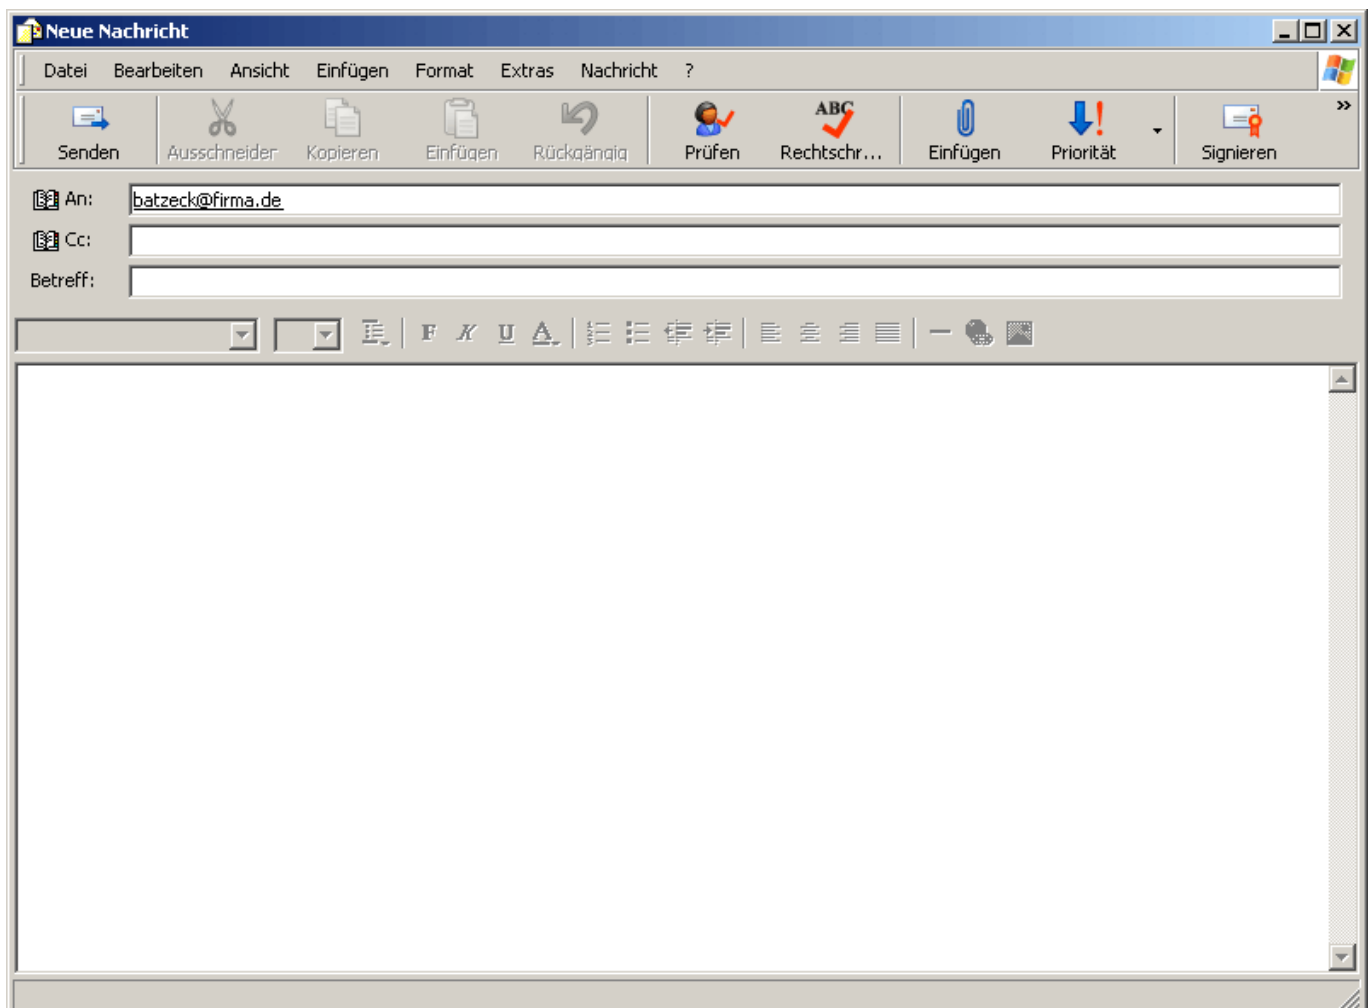 Neue Nachricht
Datei Bearbeiten Ansicht Einfügen Format Extras Nachricht ?
ABC
Senden Ausschneider Kopieren Einfügen Rückgängig Prüfen Rechtschr... Einfügen Priorität Signieren
An: batzeck@firma.de
Cc:
Betreff:
F K U A